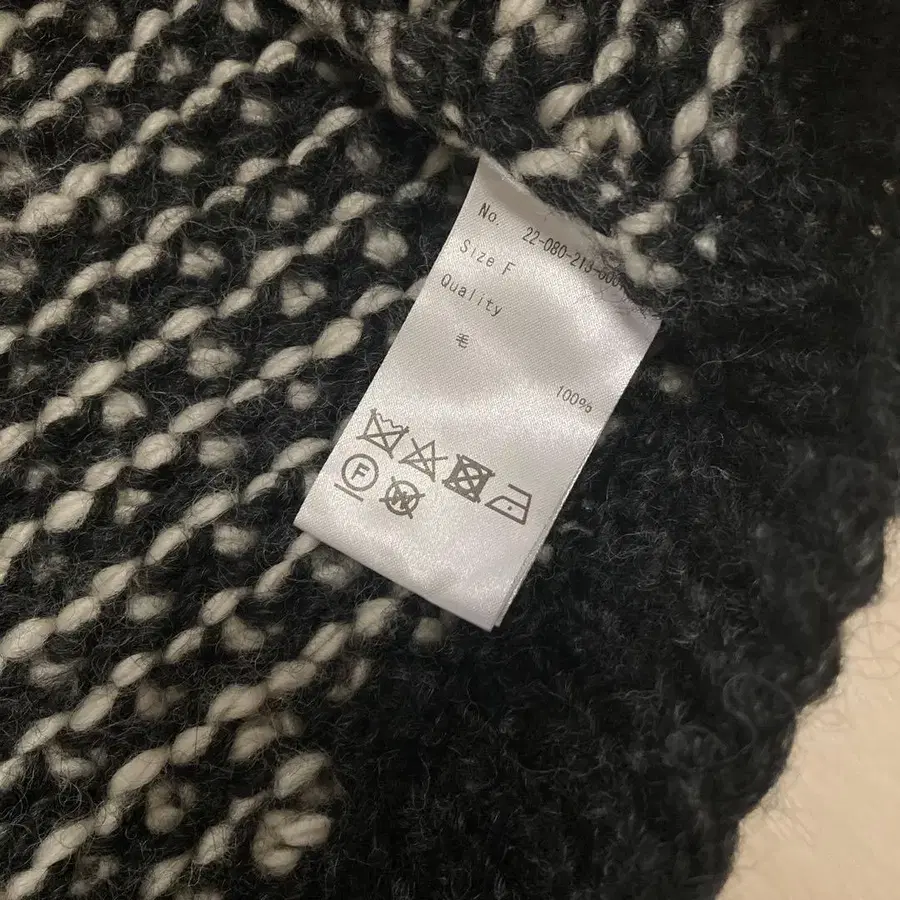 No. 22-080-213-
Size F
Quality
毛 100%
F
W